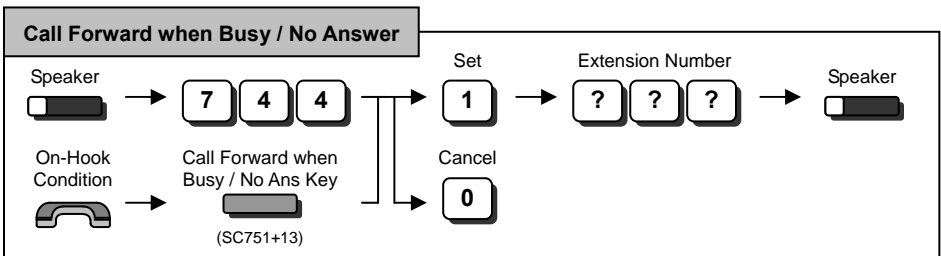 Call Forward when Busy / No Answer
Speaker
7 4 4
Set
1
Extension Number
? ? ?
Speaker
On-Hook
Condition
Call Forward when
Busy / No Ans Key
(SC751+13)
Cancel
0